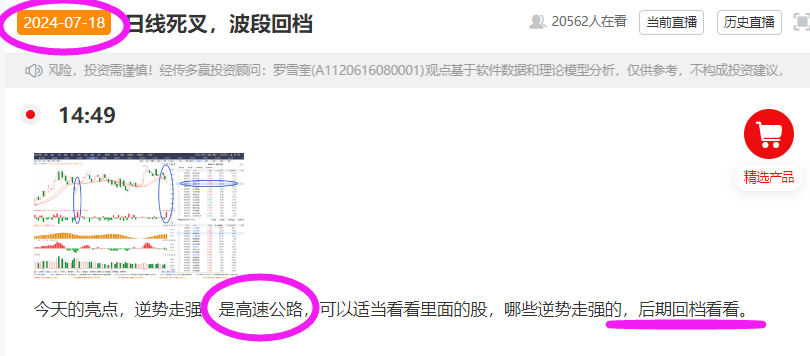 2024-07-18 日线死叉，波段回档
20562人在看
当前直播
历史直播
风险，投资需谨慎！经传多赢投资顾问：罗雪奎(A1120616080001)观点基于软件数据和理论模型分析，仅供参考，不构成投资建议，
14:49
精选产品
今天的亮点，逆势走强 是高速公路，可以适当看看里面的股，哪些逆势走强的，后期回档看看。